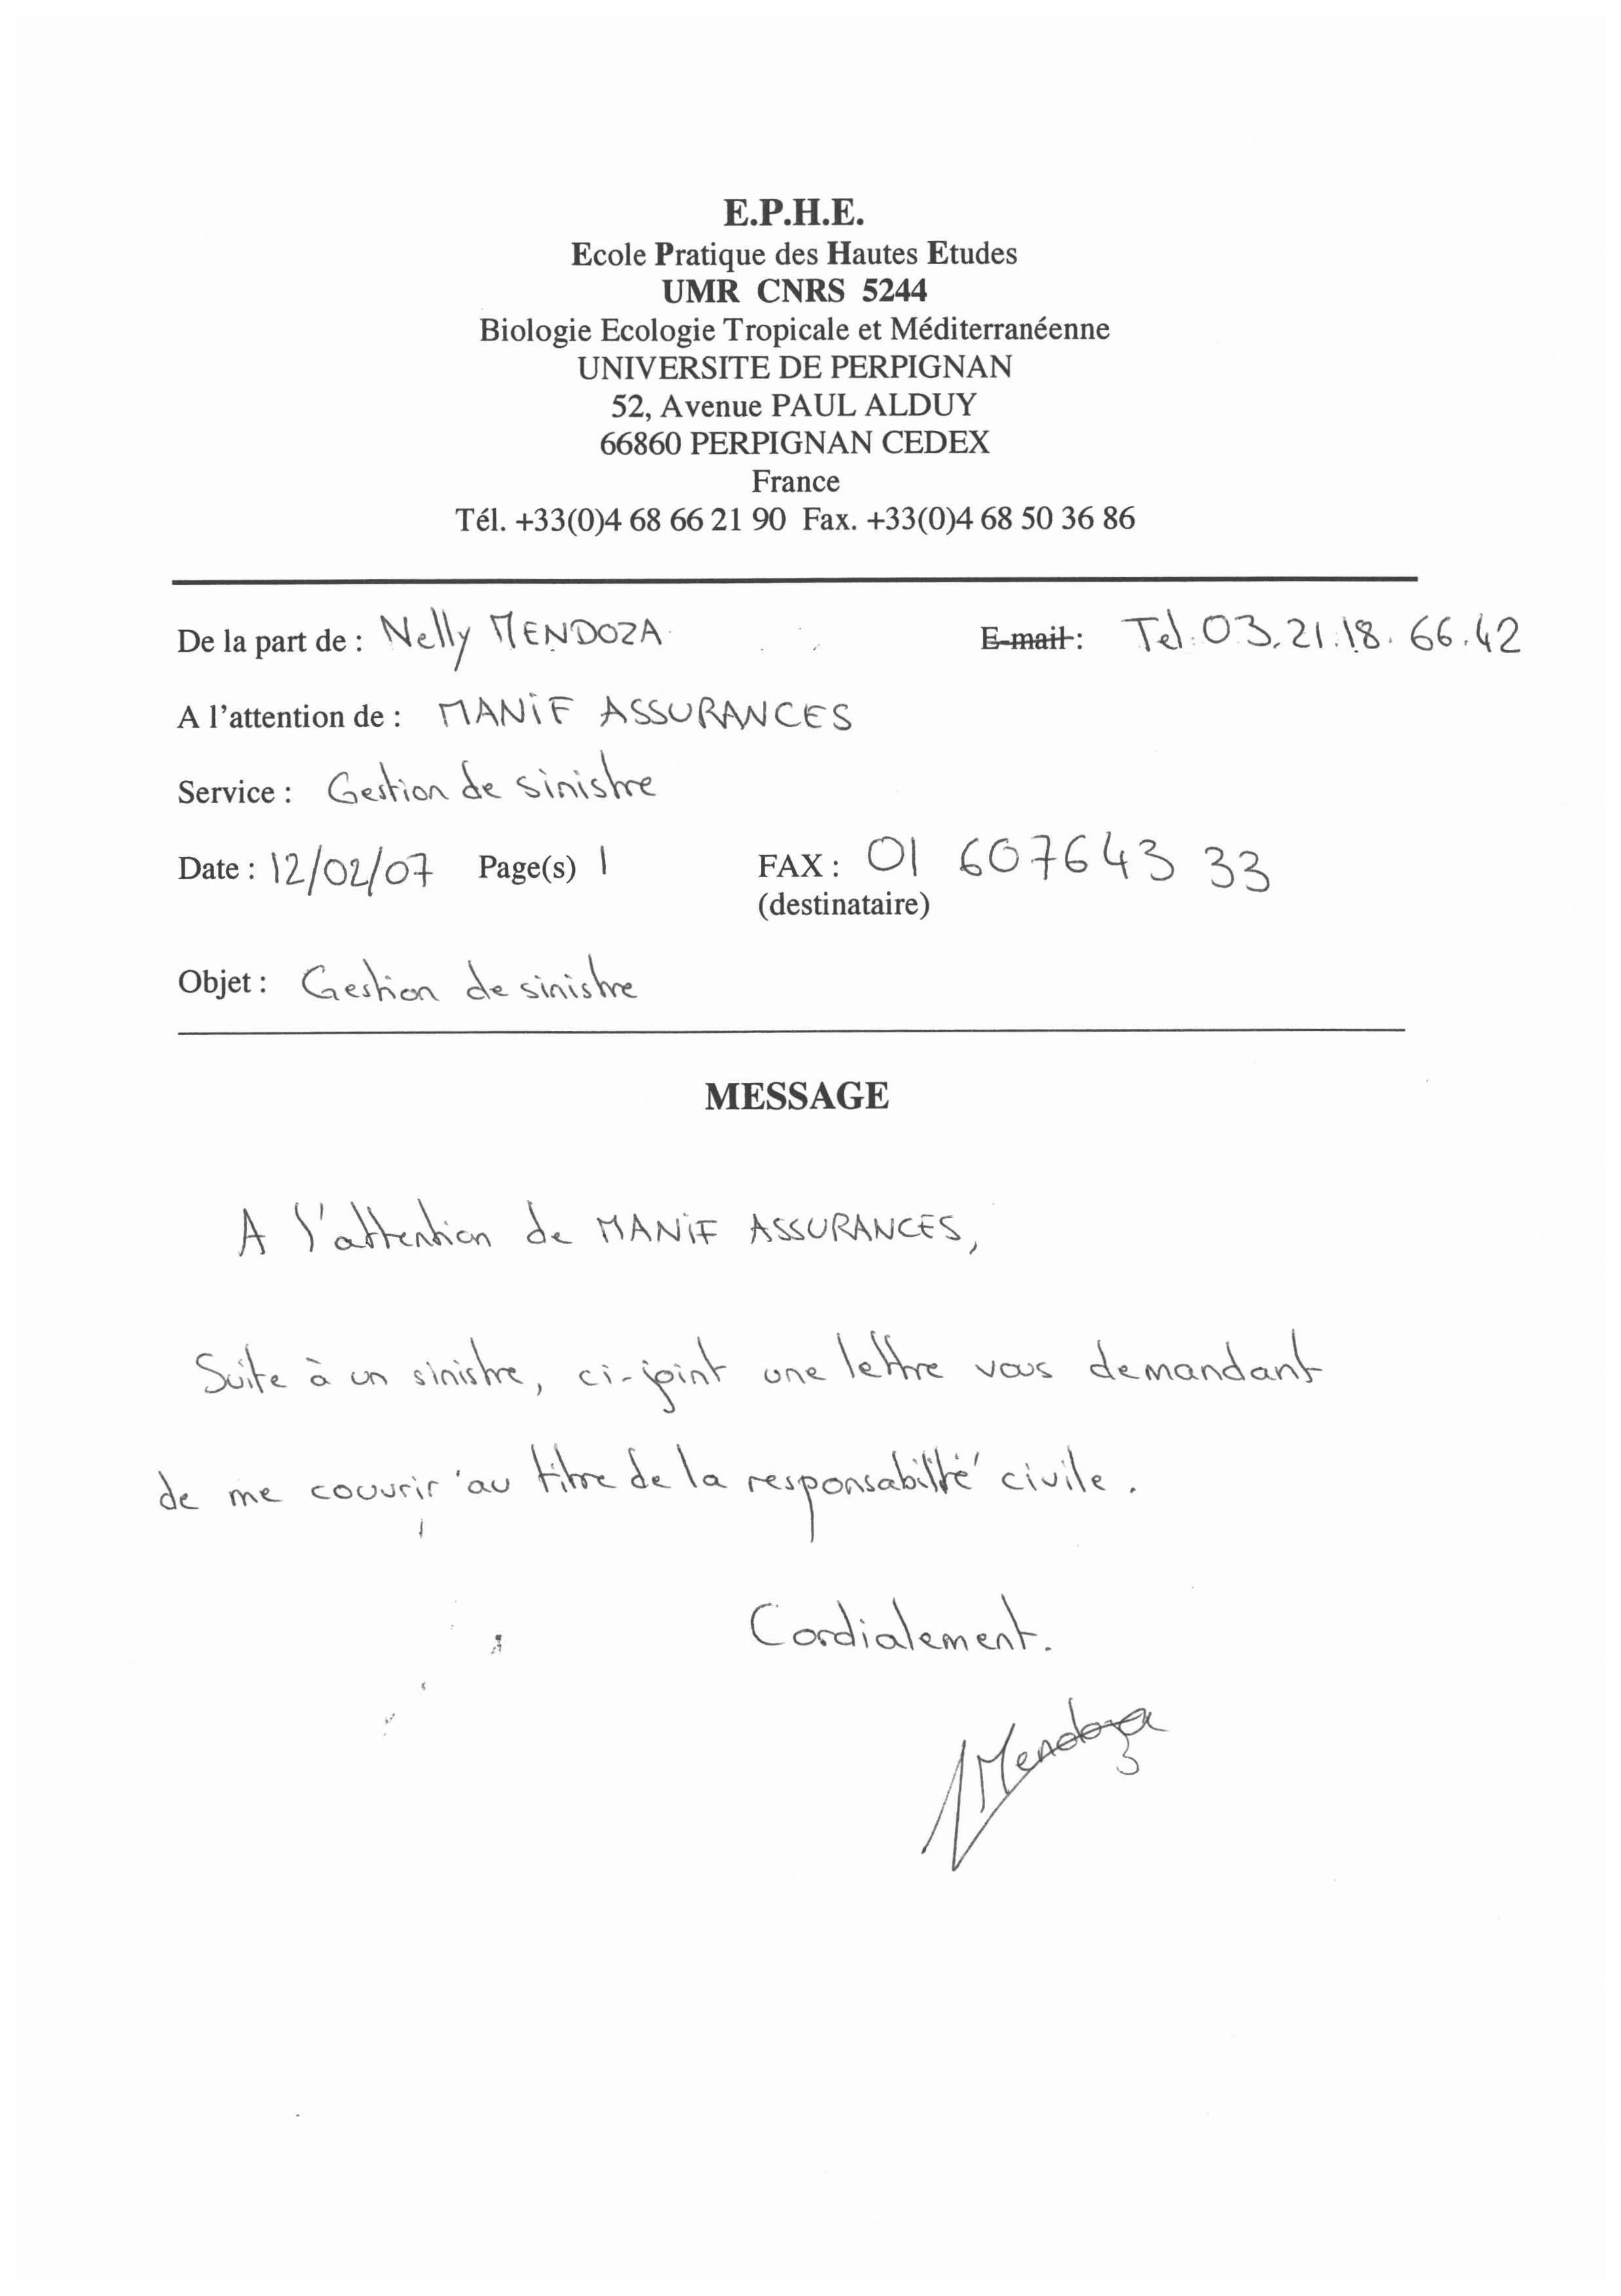 E.P.H.E.
Ecole Pratique des Hautes Etudes
UMR CNRS 5244
Biologie Ecologie Tropicale et Méditerranéenne
UNIVERSITE DE PERPIGNAN
52, Avenue PAUL ALDUY
66860 PERPIGNAN CEDEX
France
Tél. +33(0)4 68 66 21 90 Fax. +33(0)4 68 50 36 86
De la part de : Nelly MENDOZA E-mail : Tel. 03.21.18.66.42
A l'attention de : MANIF ASSURANCES
Service : Gestion de sinistre
Date : 12/02/07 Page(s) 1 FAX : 01 607643 33
(destinataire)
Objet : Gestion de sinistre
MESSAGE
A l'attention de MANIF ASSURANCES,
Suite à un sinistre, ci-joint une lettre vous demandant
de me couvrir au titre de la responsabilité civile.
Cordialement.
Mendoza